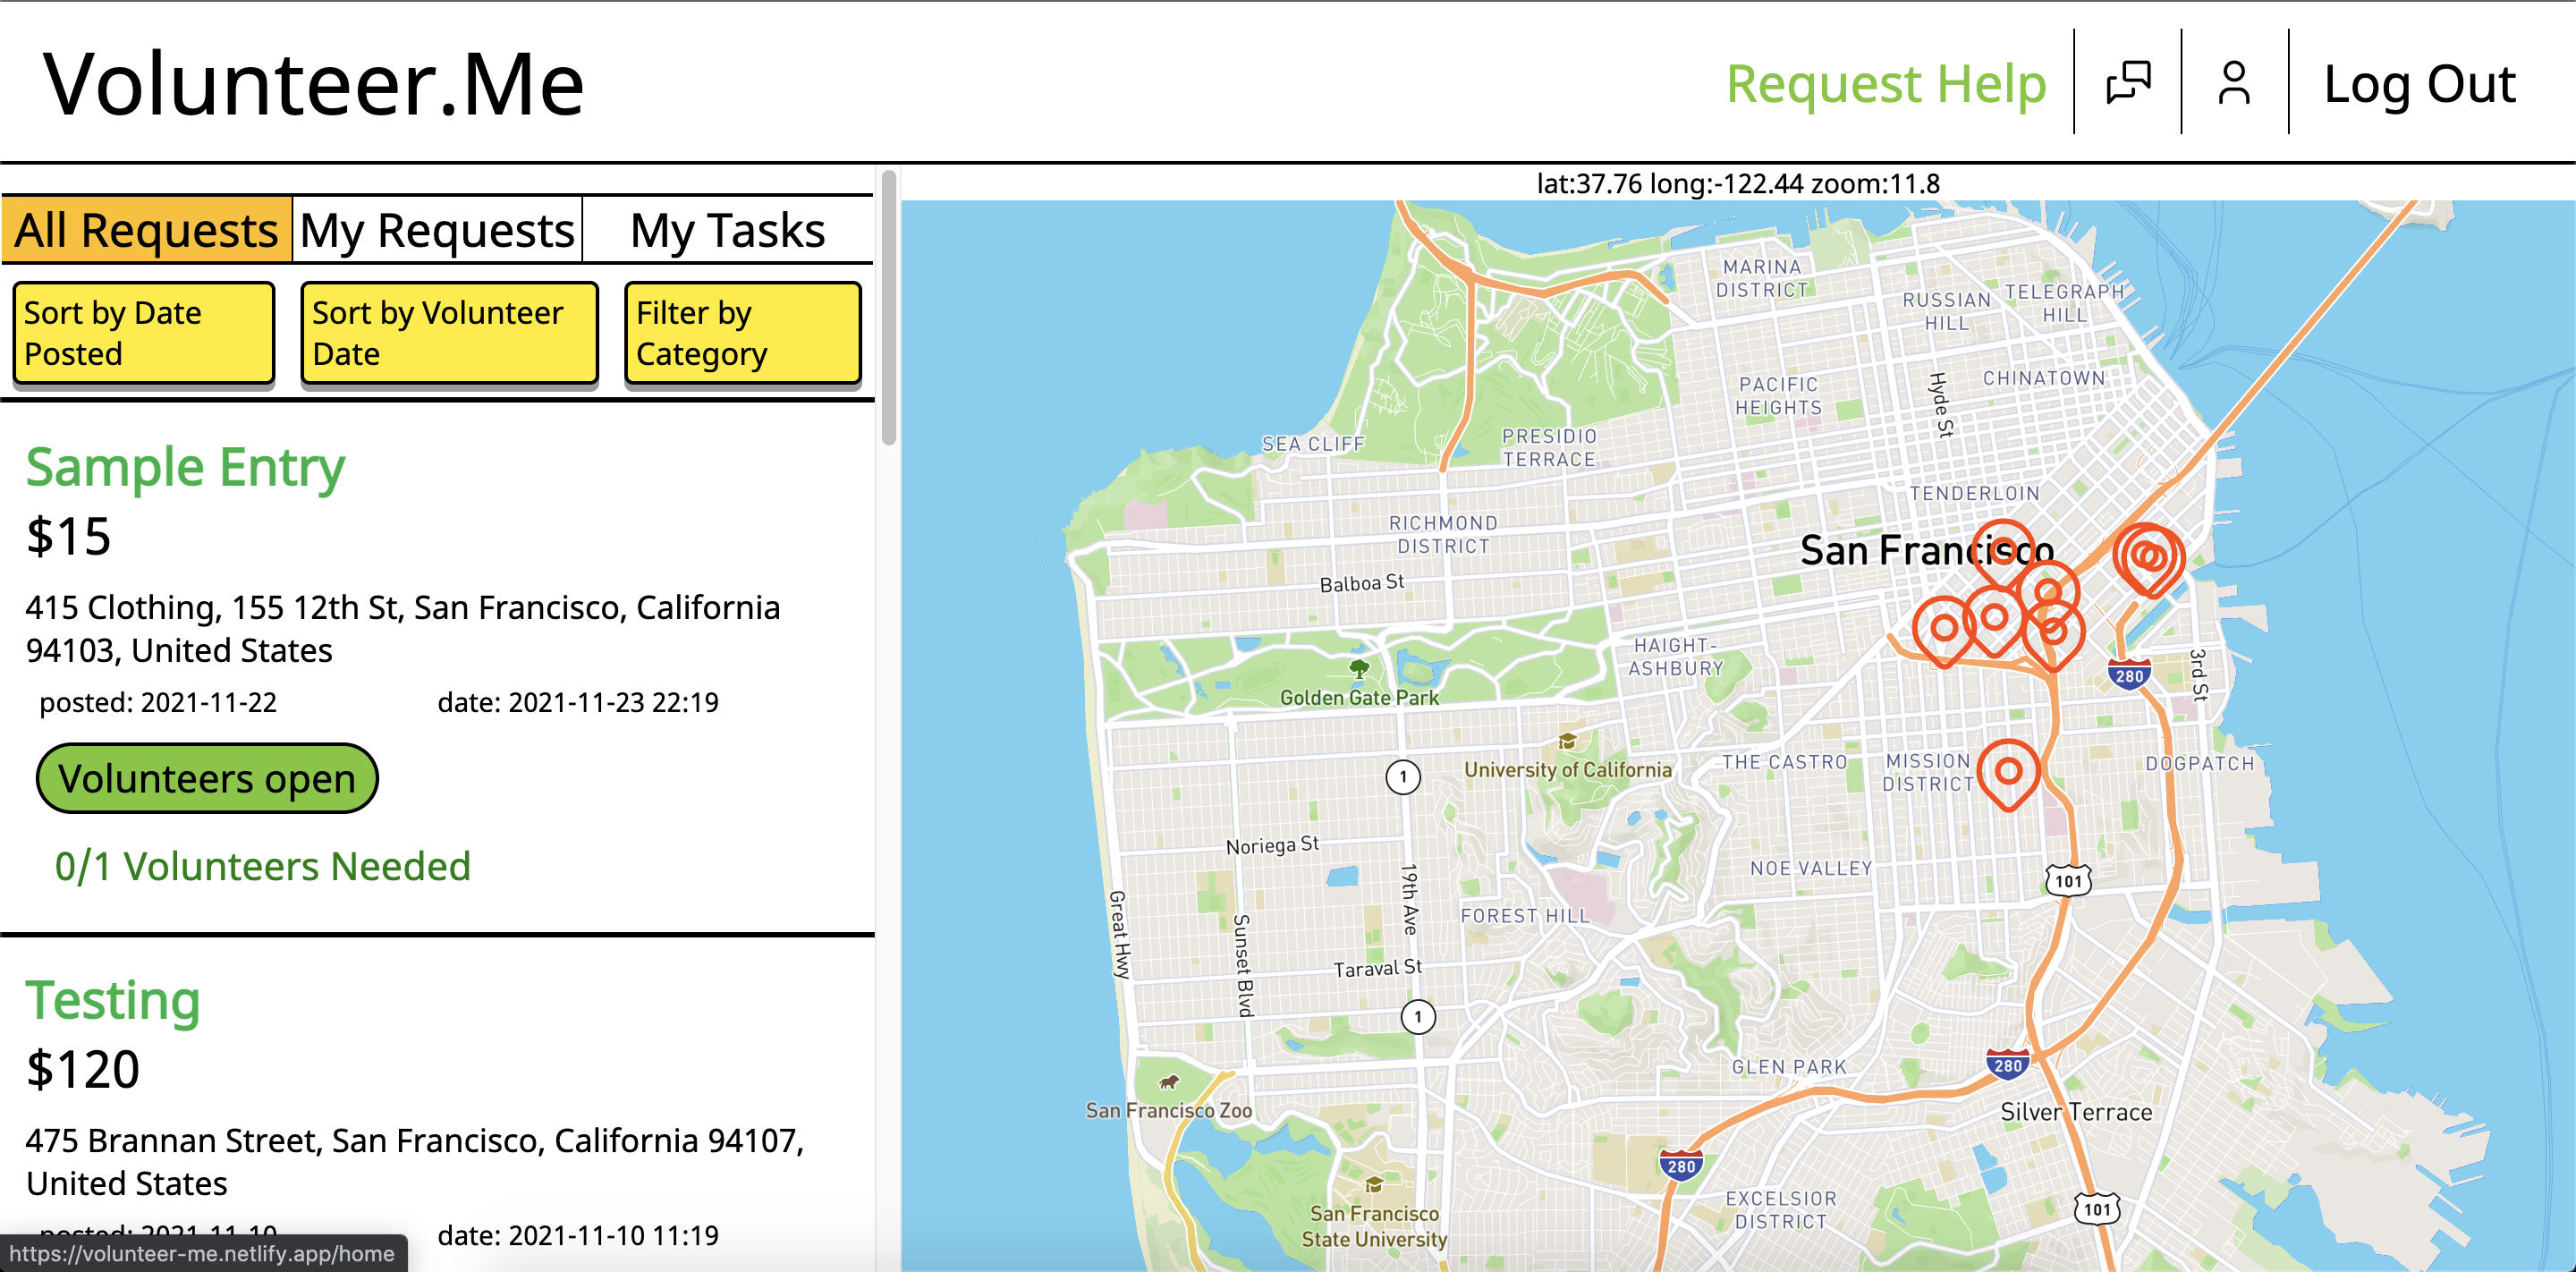 Volunteer.Me
Request Help
Log Out
lat:37.76 long:-122.44 zoom:11.8
All Requests
My Requests
My Tasks
Sort by Date
Posted
Sort by Volunteer
Date
Filter by
Category
Sample Entry
$15
415 Clothing, 155 12th St, San Francisco, California
94103, United States
posted: 2021-11-22
date: 2021-11-23 22:19
Volunteers open
0/1 Volunteers Needed
Testing
$120
475 Brannan Street, San Francisco, California 94107,
United States
posted: 2021-11-10
date: 2021-11-10 11:19
https://volunteer-me.netlify.app/home
MARINA
DISTRICT
RUSSIAN
HILL
TELEGRAPH
HILL
PACIFIC
HEIGHTS
Hyde St
CHINATOWN
SEA CLIFF
PRESIDIO
TERRACE
TENDERLOIN
RICHMOND
DISTRICT
San Francisco
Balboa St
HAIGHT-
ASHBURY
Golden Gate Park
280
3rd St
University of California
THE CASTRO
MISSION
DISTRICT
DOGPATCH
1
Noriega St
19th Ave
NOE VALLEY
101
Great Hwy
Sunset Blvd
FOREST HILL
Taraval St
1
GLEN PARK
280
San Francisco Zoo
Silver Terrace
280
EXCELSIOR
DISTRICT
San Francisco
State University
101